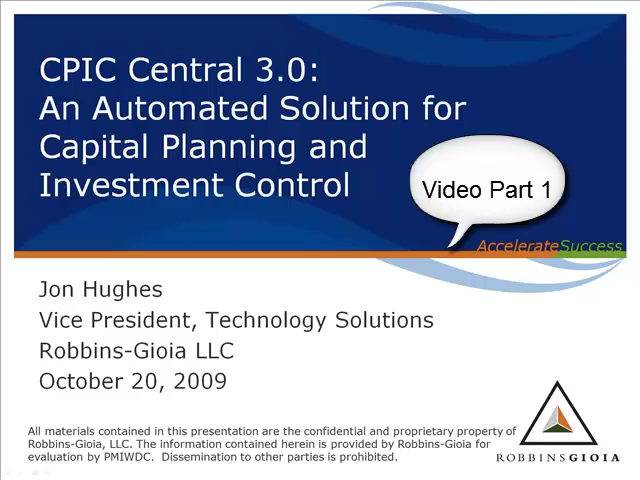 CPIC Central 3.0:
An Automated Solution for
Capital Planning and
Investment Control
Video Part 1
AccelerateSuccess
Jon Hughes
Vice President, Technology Solutions
Robbins-Gioia LLC
October 20, 2009
All materials contained in this presentation are the confidential and proprietary property of
Robbins-Gioia, LLC. The information contained herein is provided by Robbins-Gioia for
evaluation by PMIWDC. Dissemination to other parties is prohibited.
ROBBINSGIOIA